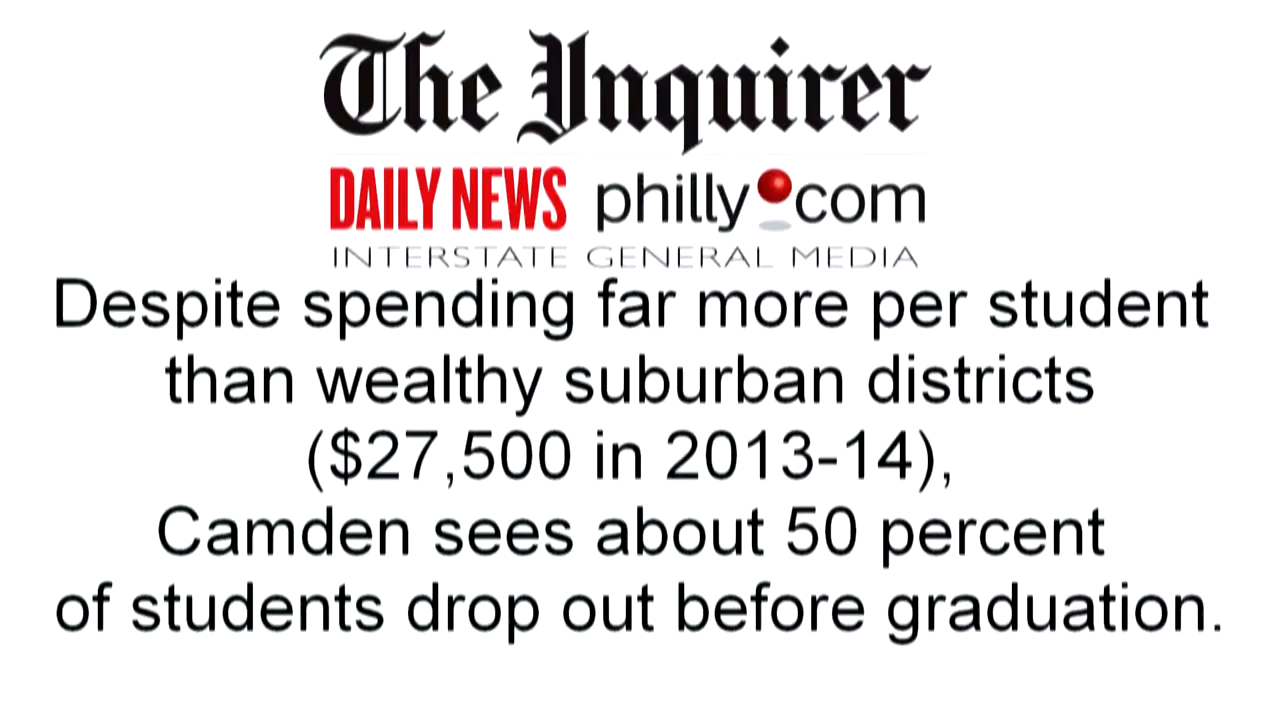 The Inquirer
DAILY NEWS philly.com
INTERSTATE GENERAL MEDIA
Despite spending far more per student
than wealthy suburban districts
($27,500 in 2013-14),
Camden sees about 50 percent
of students drop out before graduation.